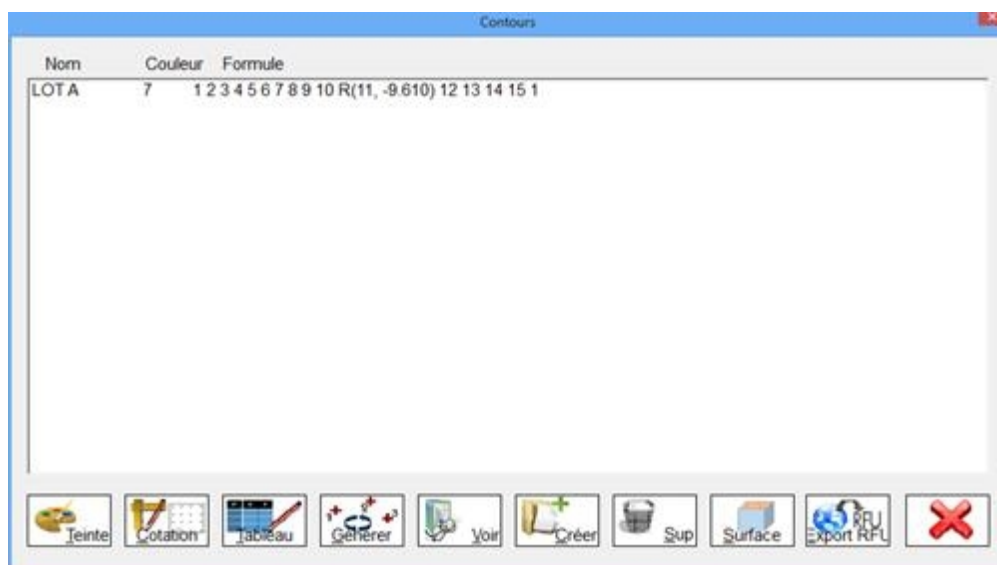 Contours
Nom Couleur Formule
LOT A 7 1 2 3 4 5 6 7 8 9 10 R(11, -9.610) 12 13 14 15 1
Teinte Cotation Tableau Générer Voir Créer Sup Surface Export RFU
RFU